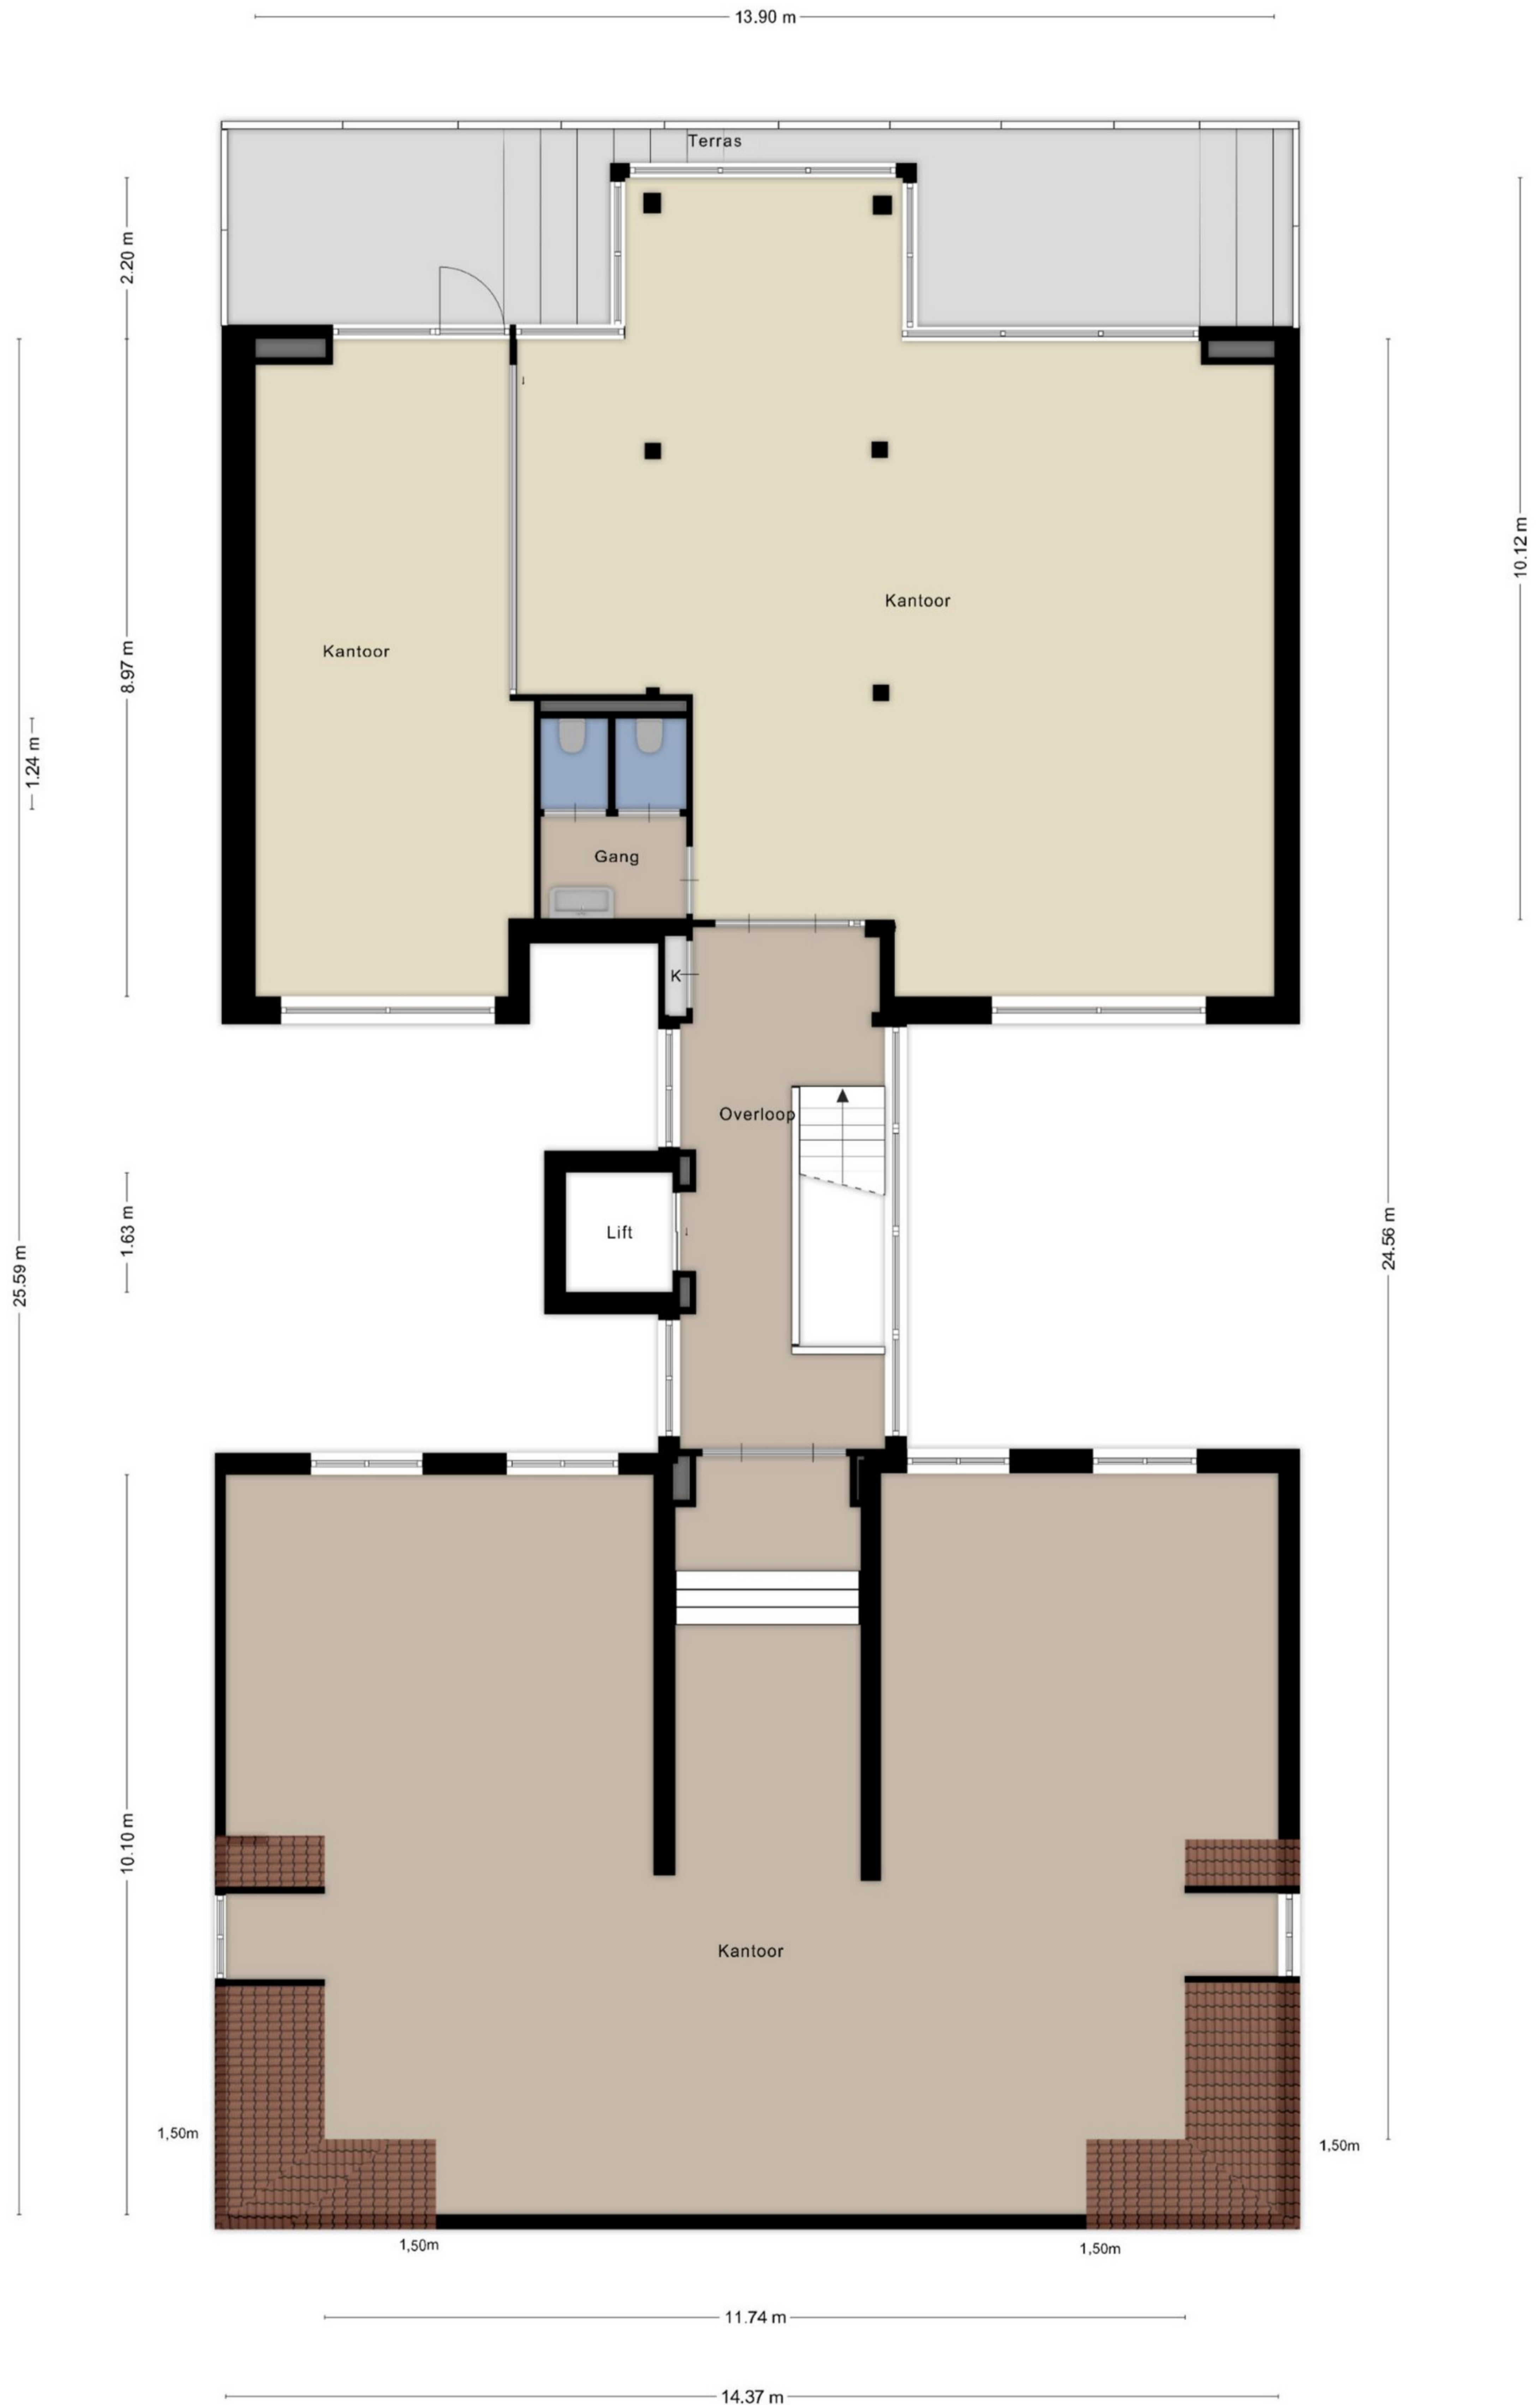 13.90 m
Terras
2.20 m
10.12 m
Kantoor
Kantoor
8.97 m
1.24 m
Gang
K
Overloop
Lift
1.63 m
25.59 m
24.56 m
10.10 m
Kantoor
1,50m
1,50m
1,50m
1,50m
11.74 m
14.37 m